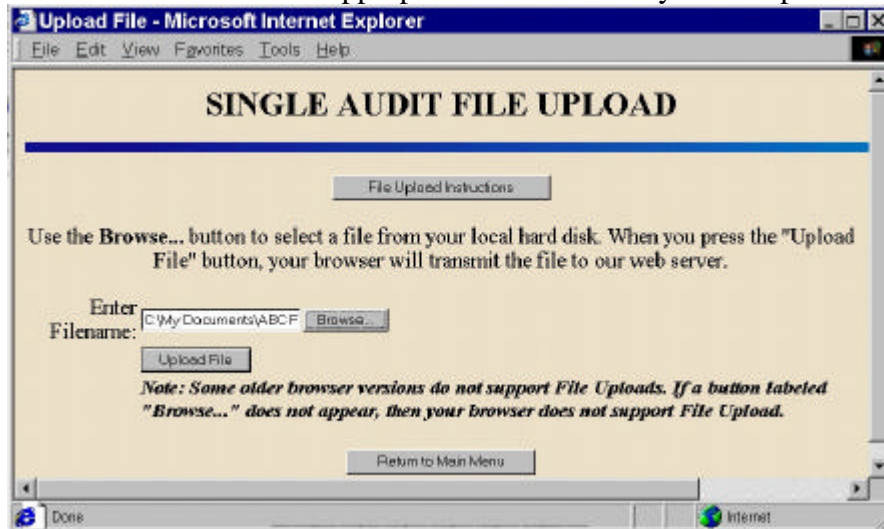 Upload File - Microsoft Internet Explorer
File Edit View Favorites Tools Help
SINGLE AUDIT FILE UPLOAD
File Upload Instructions
Use the Browse... button to select a file from your local hard disk. When you press the "Upload
File" button, your browser will transmit the file to our web server.
Enter
Filename: C:\My Documents\ABCF Browse...
Upload File
Note: Some older browser versions do not support File Uploads. If a button labeled
"Browse..." does not appear, then your browser does not support File Upload.
Return to Main Menu
Done Internet